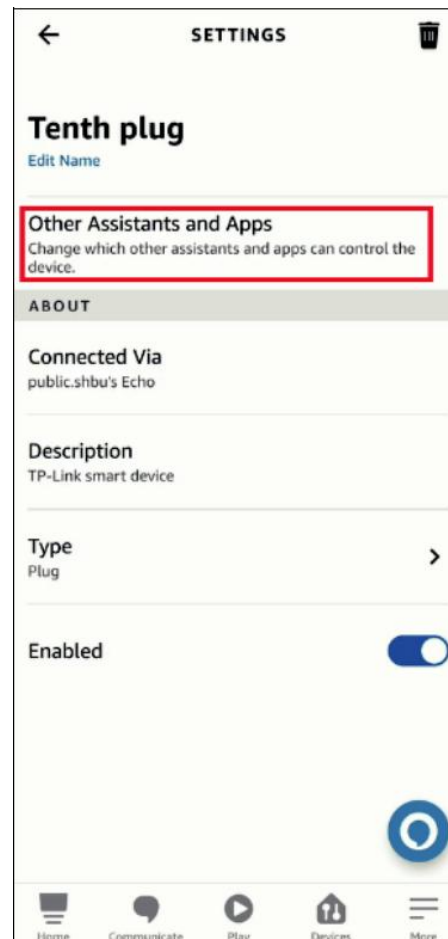 SETTINGS
Tenth plug
Edit Name
Other Assistants and Apps
Change which other assistants and apps can control the
device.
ABOUT
Connected Via
public.shbu's Echo
Description
TP-Link smart device
Type
Plug
Enabled
Home Communicate Play Devices More